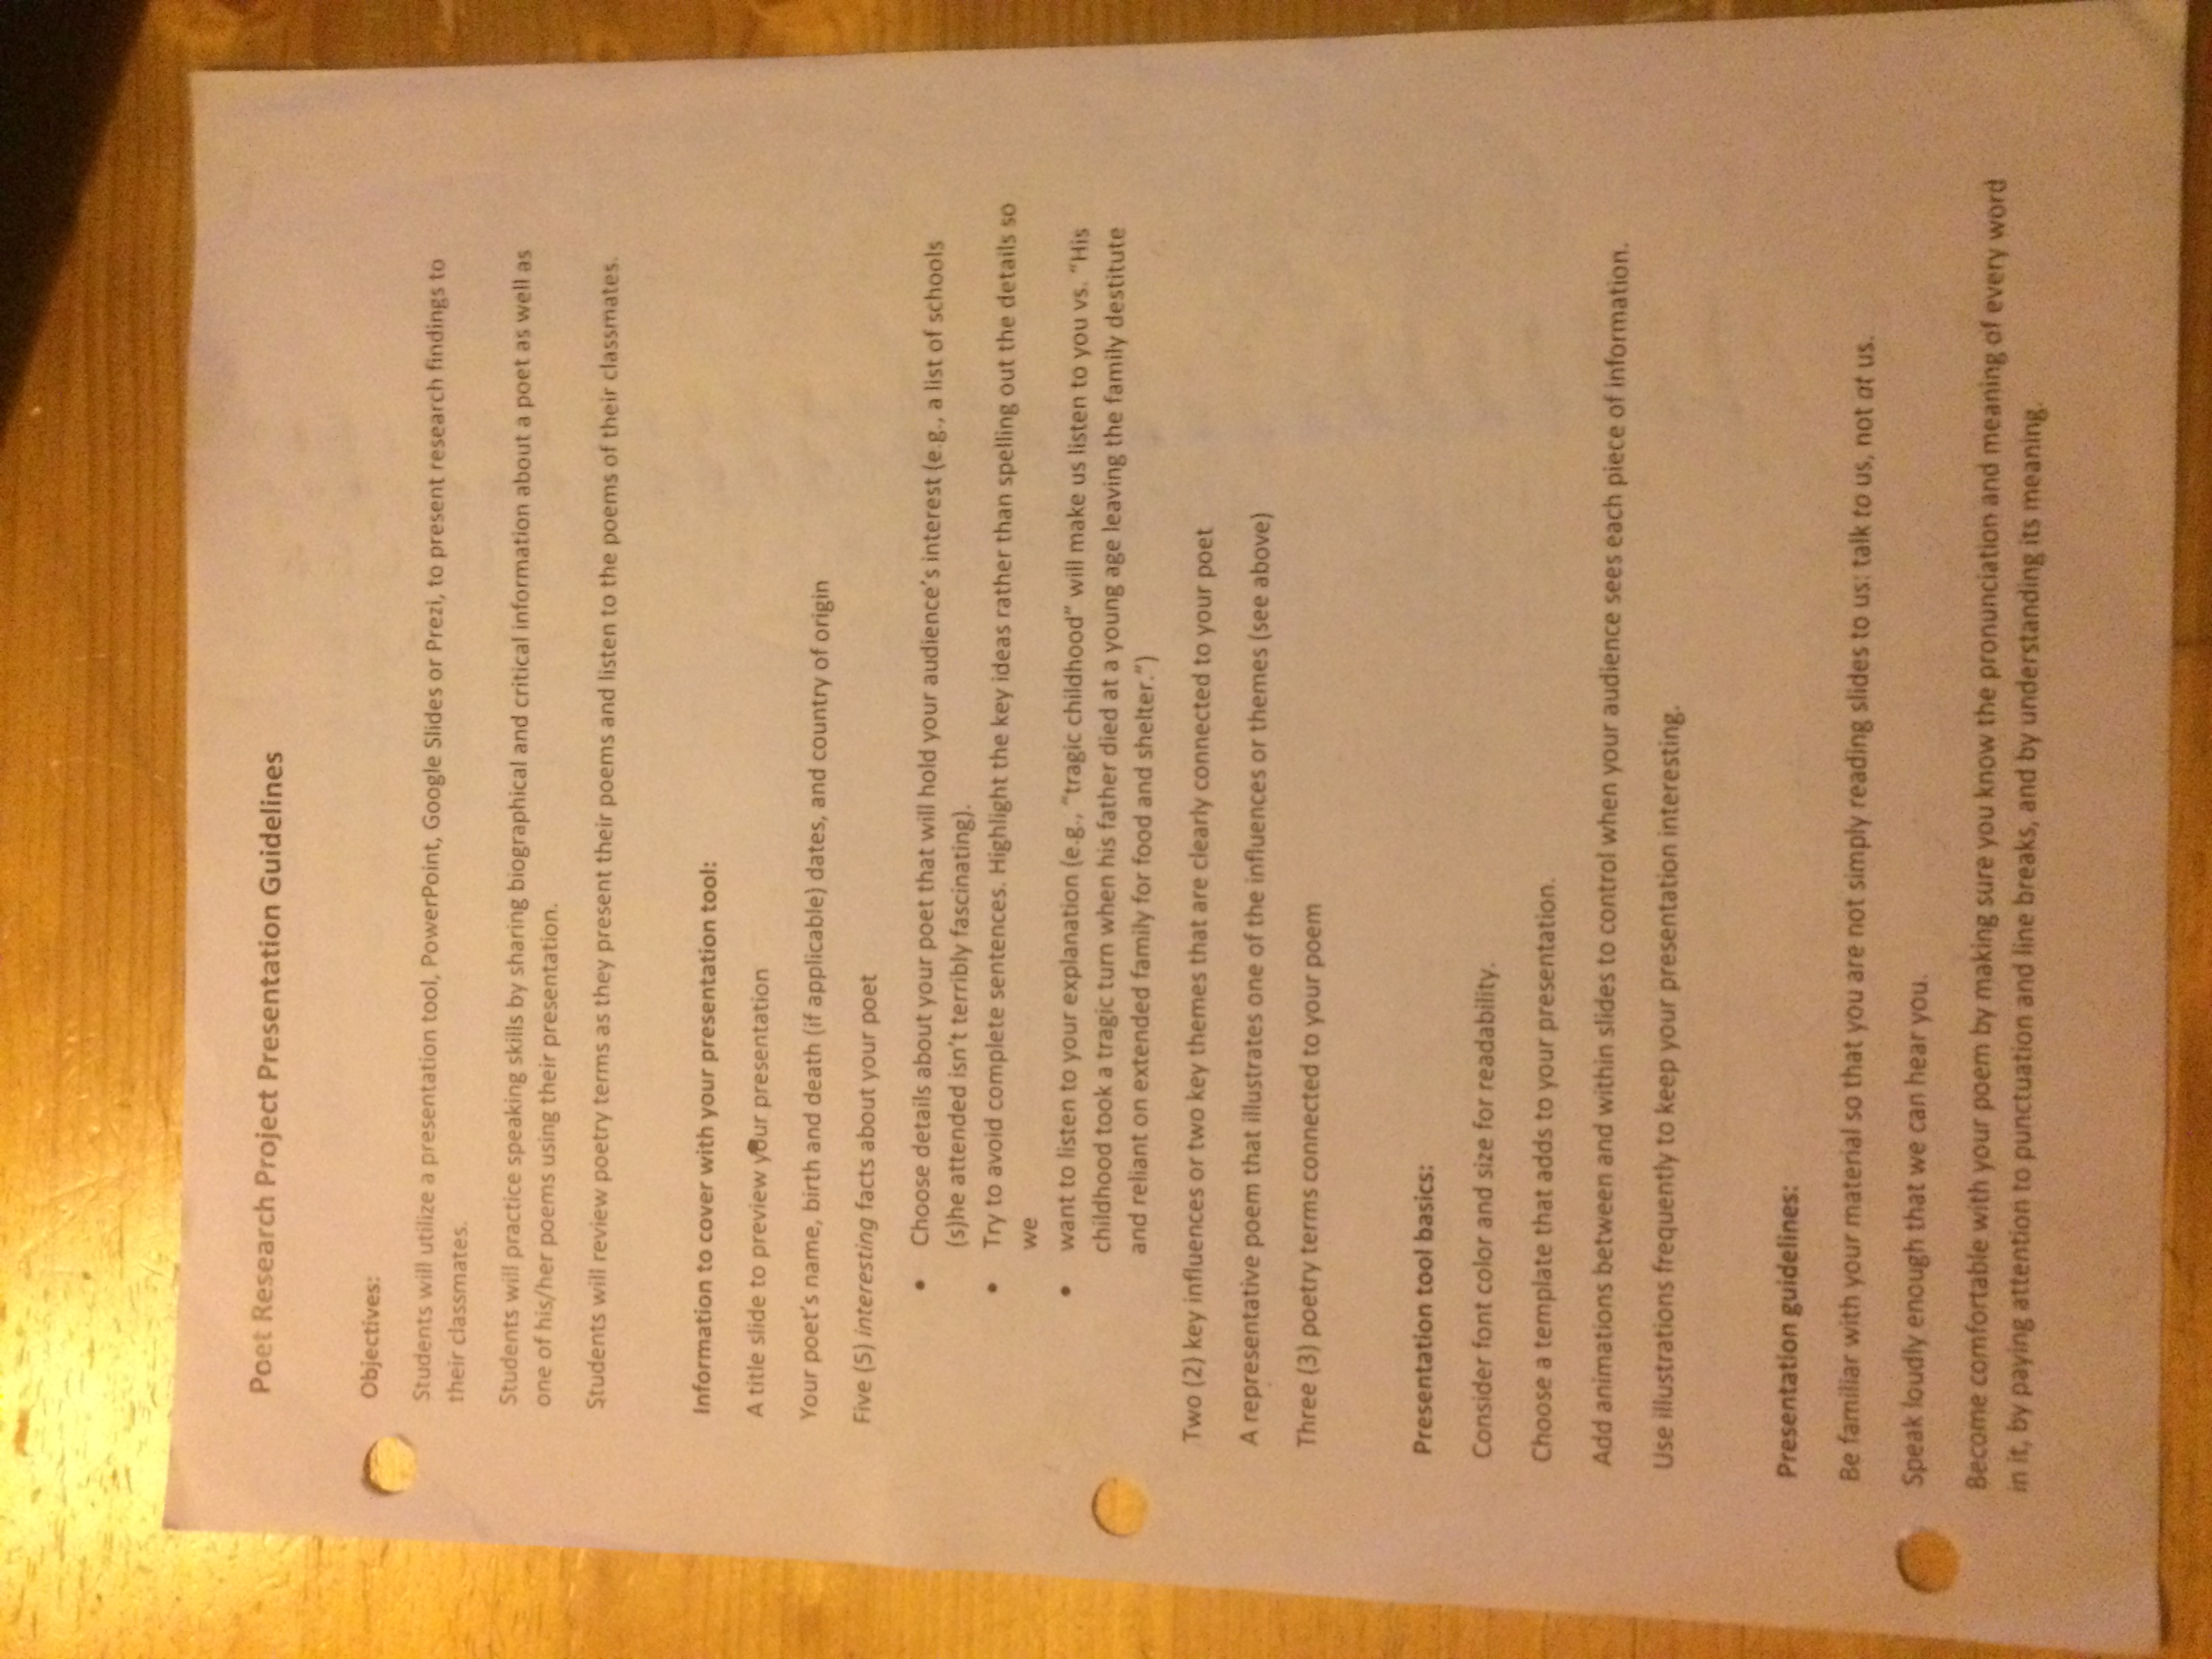 Poet Research Project Presentation Guidelines
Objectives:
Students will utilize a presentation tool, PowerPoint, Google Slides or Prezi, to present research findings to
their classmates.
Students will practice speaking skills by sharing biographical and critical information about a poet as well as
one of his/her poems using their presentation.
Students will review poetry terms as they present their poems and listen to the poems of their classmates.
Information to cover with your presentation tool:
A title slide to preview your presentation
Your poet's name, birth and death (if applicable) dates, and country of origin
Five (5) interesting facts about your poet
• Choose details about your poet that will hold your audience's interest (e.g., a list of schools
(s)he attended isn't terribly fascinating).
• Try to avoid complete sentences. Highlight the key ideas rather than spelling out the details so
we
• want to listen to your explanation (e.g., "tragic childhood" will make us listen to you vs. "His
childhood took a tragic turn when his father died at a young age leaving the family destitute
and reliant on extended family for food and shelter.")
Two (2) key influences or two key themes that are clearly connected to your poet
A representative poem that illustrates one of the influences or themes (see above)
Three (3) poetry terms connected to your poem
Presentation tool basics:
Consider font color and size for readability.
Choose a template that adds to your presentation.
Add animations between and within slides to control when your audience sees each piece of information.
Use illustrations frequently to keep your presentation interesting.
Presentation guidelines:
Be familiar with your material so that you are not simply reading slides to us: talk to us, not at us.
Speak loudly enough that we can hear you.
Become comfortable with your poem by making sure you know the pronunciation and meaning of every word
in it, by paying attention to punctuation and line breaks, and by understanding its meaning.